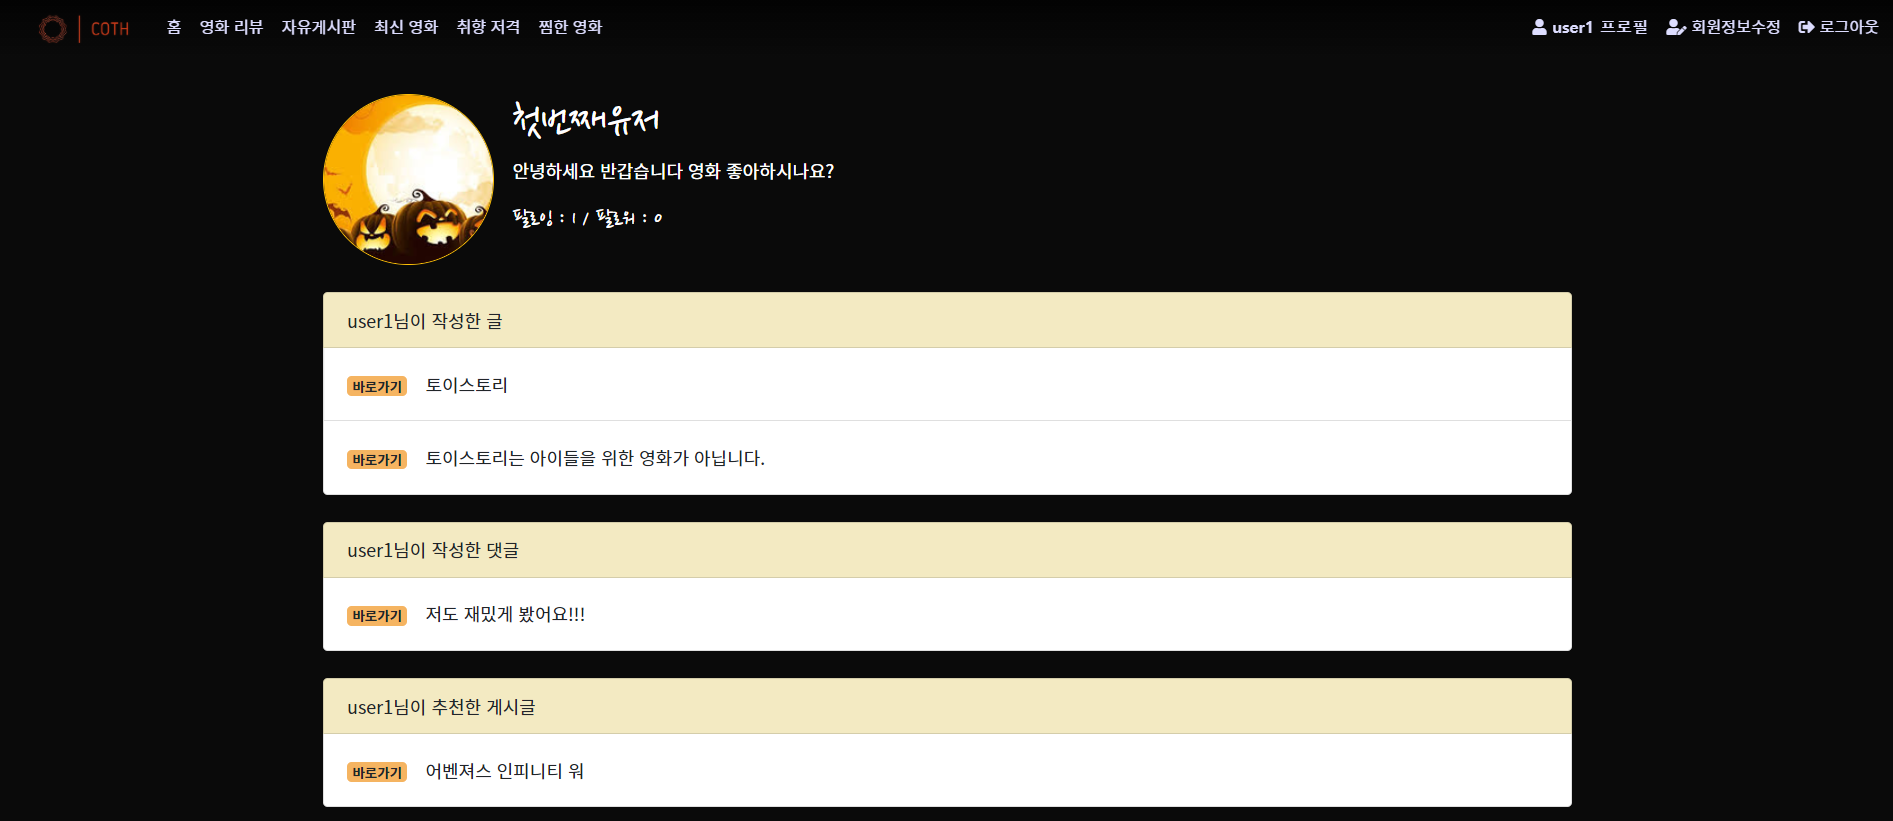 COTH 홈 영화 리뷰 자유게시판 최신 영화 취향 저격 찜한 영화 user1 프로필 회원정보수정 로그아웃
첫번째유저
안녕하세요 반갑습니다 영화 좋아하시나요?
팔로잉 : 1 / 팔로워 : 0
user1님이 작성한 글
바로가기 토이스토리
바로가기 토이스토리는 아이들을 위한 영화가 아닙니다.
user1님이 작성한 댓글
바로가기 저도 재밌게 봤어요!!!
user1님이 추천한 게시글
바로가기 어벤져스 인피니티 워